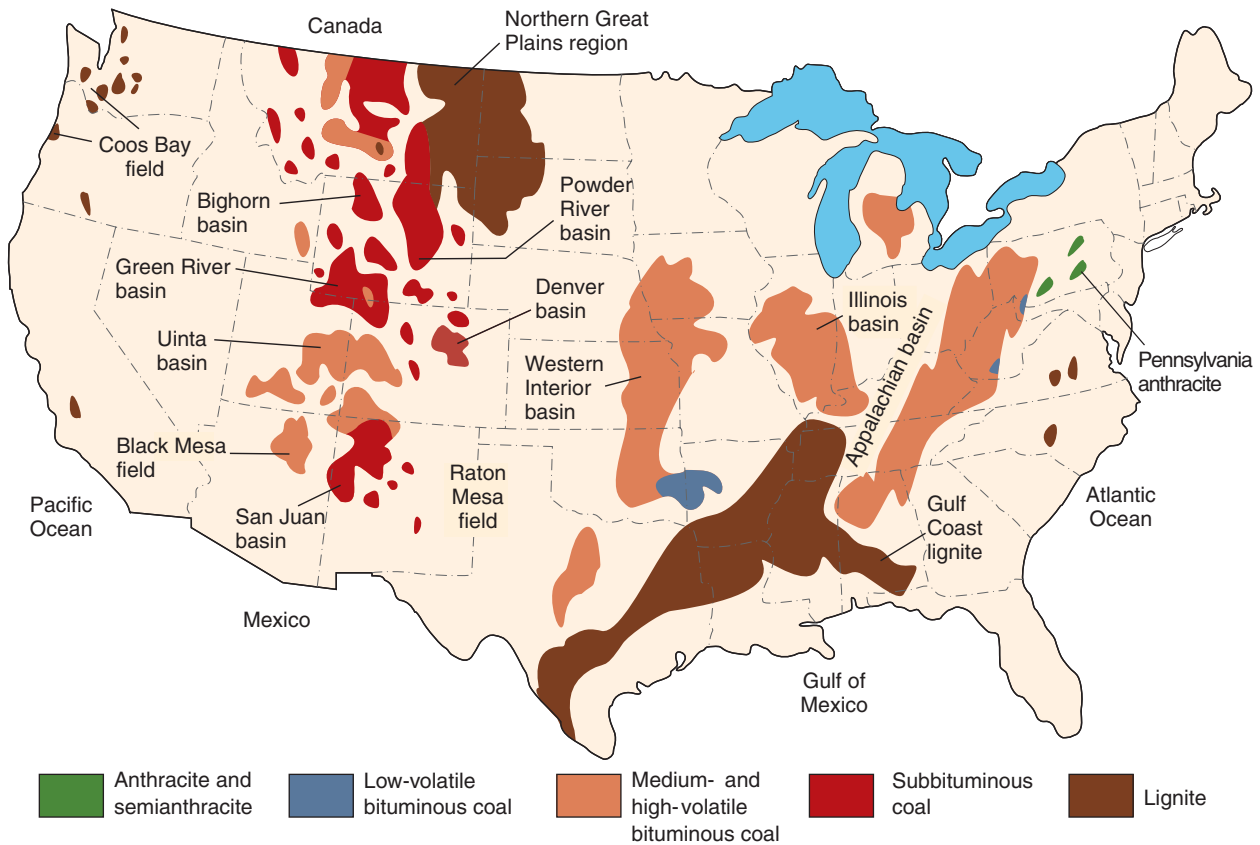 Canada
Northern Great
Plains region
Coos Bay
field
Bighorn
basin
Powder
River
basin
Green River
basin
Denver
basin
Illinois
basin
Uinta
basin
Western
Interior
basin
Appalachian basin
Pennsylvania
anthracite
Black Mesa
field
Raton
Mesa
field
Pacific
Ocean
San Juan
basin
Gulf
Coast
lignite
Atlantic
Ocean
Mexico
Gulf of
Mexico
Anthracite and
semianthracite
Low-volatile
bituminous coal
Medium- and
high-volatile
bituminous coal
Subbituminous
coal
Lignite